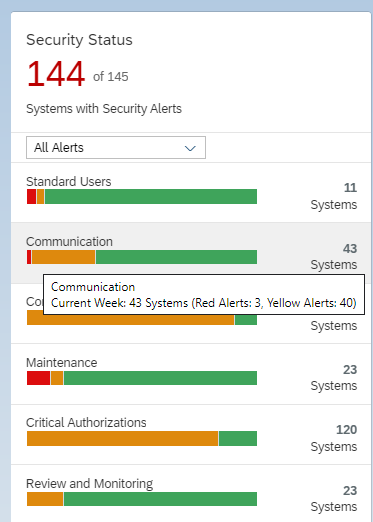 Security Status
144 of 145
Systems with Security Alerts
All Alerts
Standard Users
11
Systems
Communication
43
Systems
Communication
Current Week: 43 Systems (Red Alerts: 3, Yellow Alerts: 40)
Systems
Maintenance
23
Systems
Critical Authorizations
120
Systems
Review and Monitoring
23
Systems